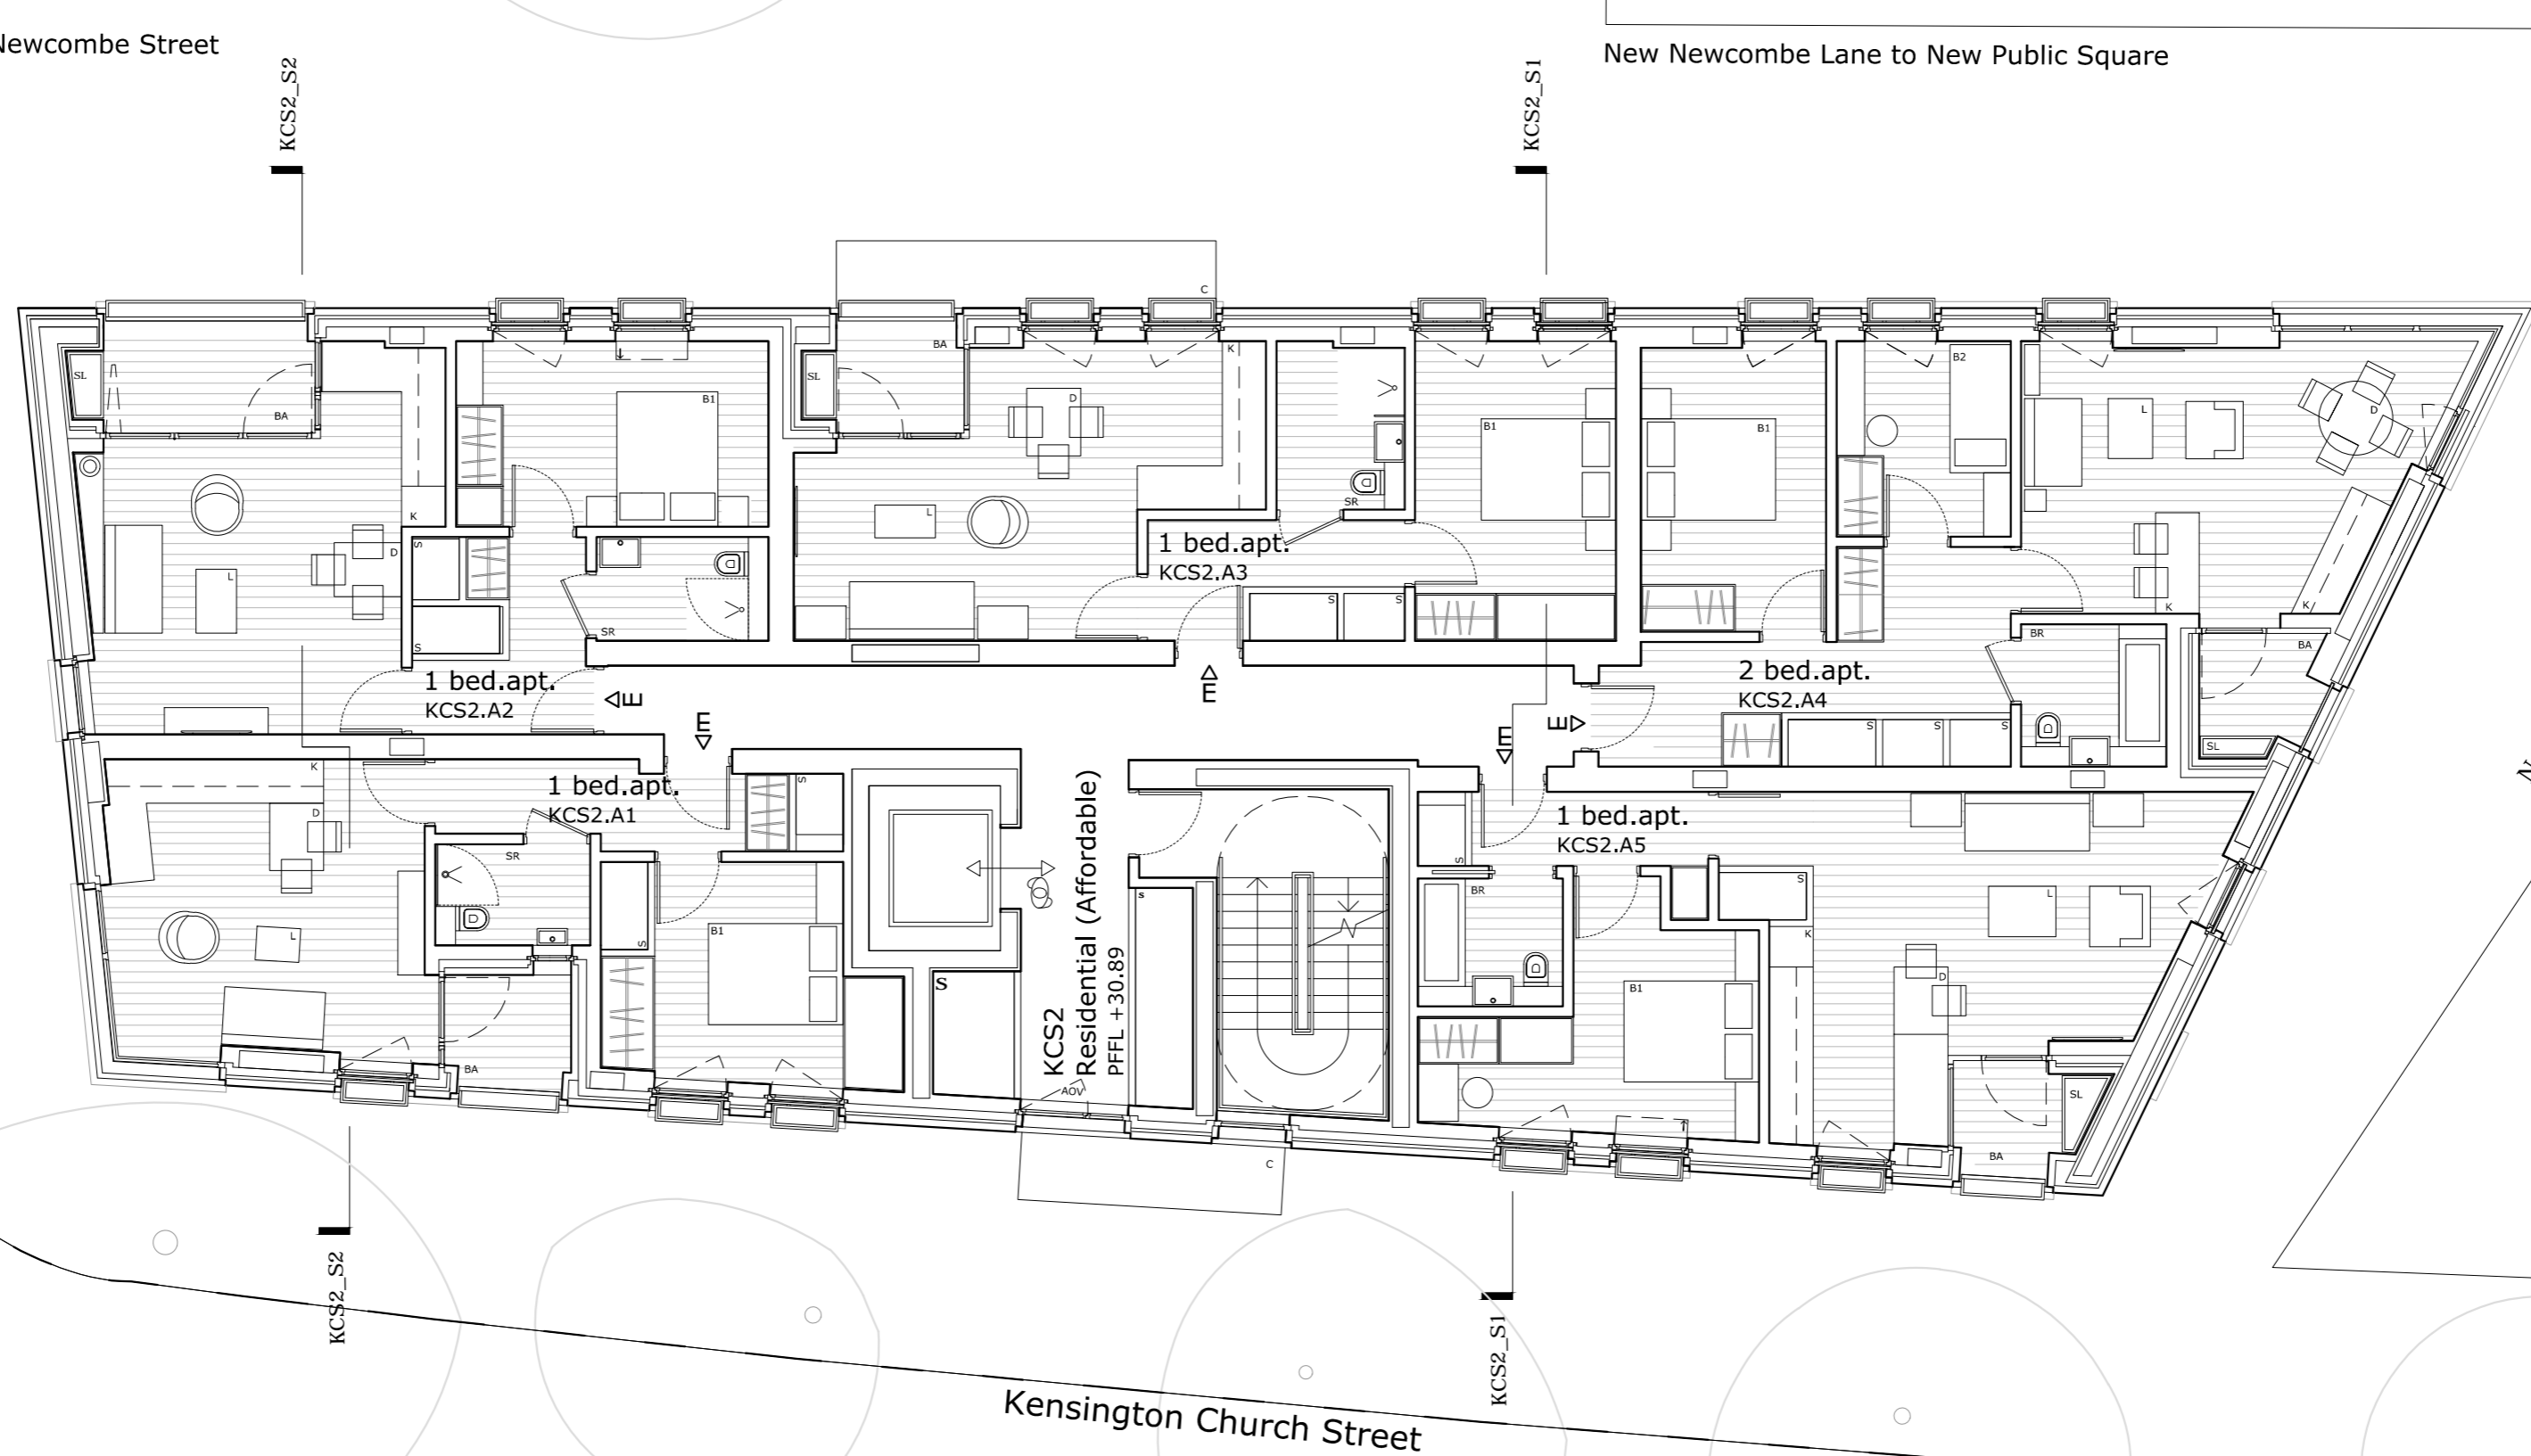 Newcombe Street
New Newcombe Lane to New Public Square
KCS2_S2
KCS2_S1
C
SL
BA
B1
K
D
L
S
S
SR
1 bed.apt.
KCS2.A2
E
SL
BA
K
D
L
SR
B1
S
S
1 bed.apt.
KCS2.A3
E
B1
B2
L
D
K
K
BR
BA
SL
S
S
S
2 bed.apt.
KCS2.A4
E
K
D
L
SR
BA
S
S
B1
1 bed.apt.
KCS2.A1
E
S
s
KCS2
Residential (Affordable)
PFFL +30.89
AOV
C
E
1 bed.apt.
KCS2.A5
S
BR
S
K
B1
L
D
SL
BA
KCS2_S2
KCS2_S1
Kensington Church Street